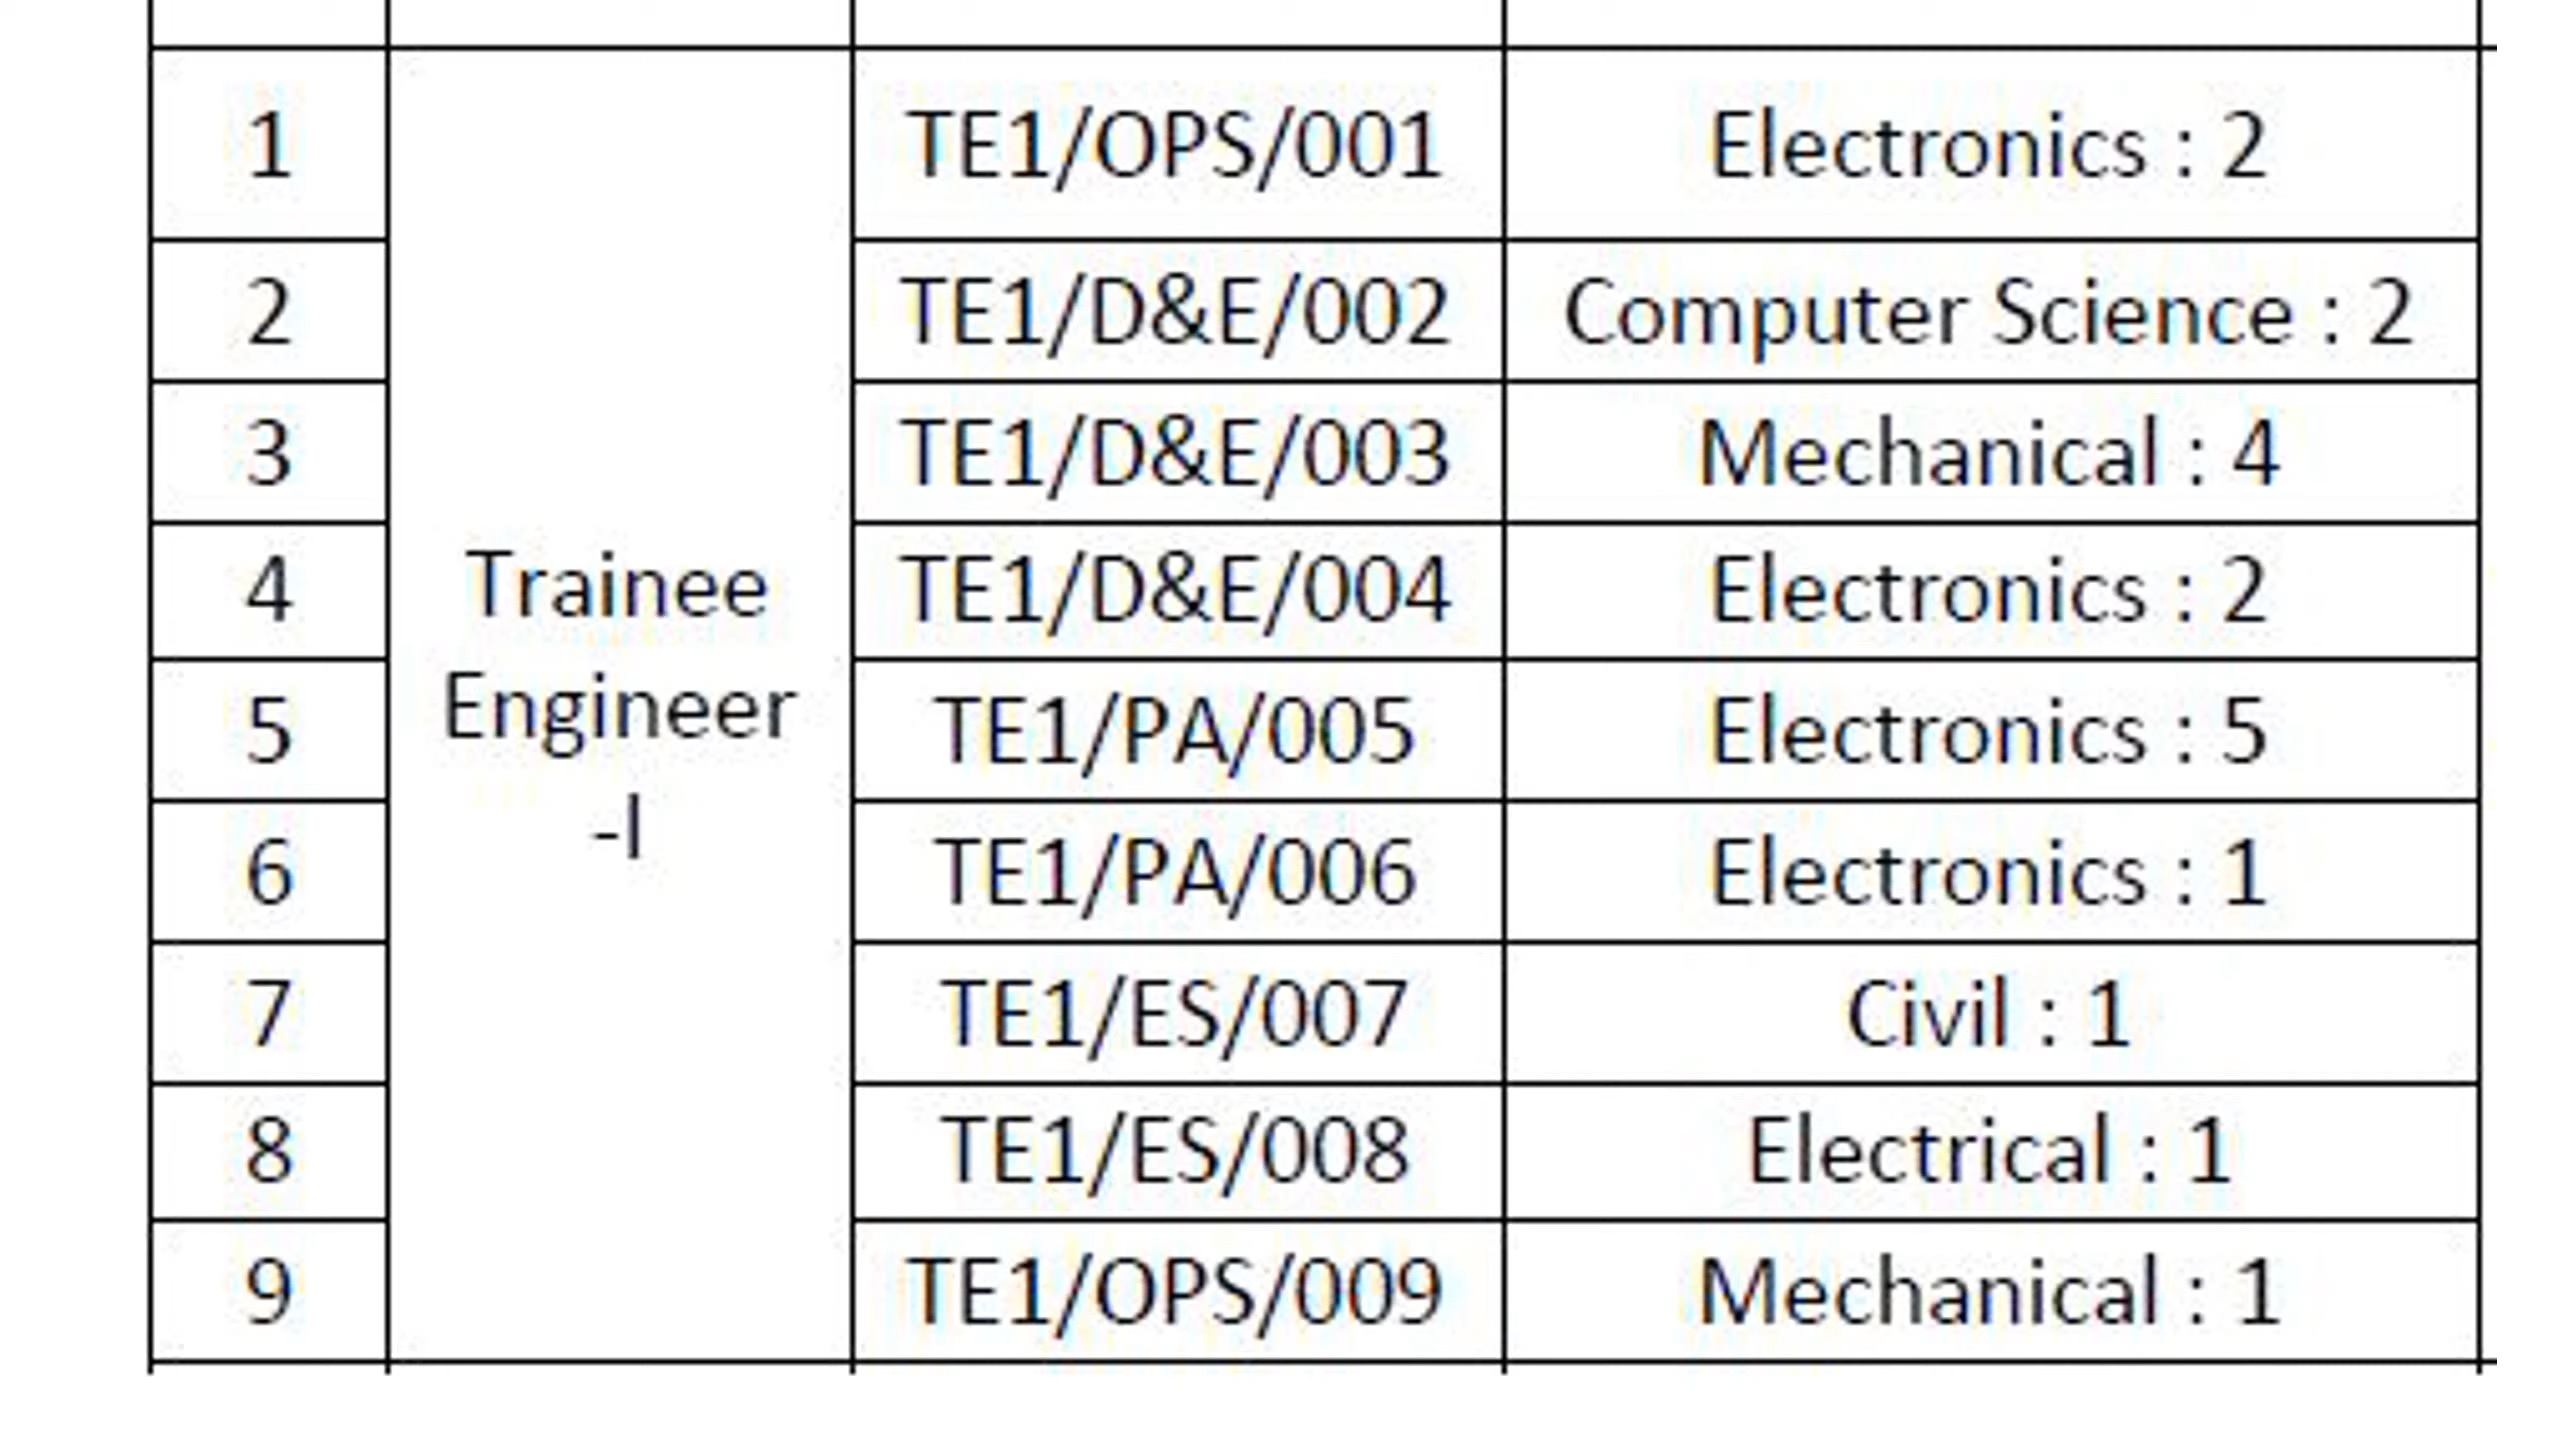 1 TE1/OPS/001 Electronics : 2
2 TE1/D&E/002 Computer Science : 2
3 TE1/D&E/003 Mechanical : 4
4 Trainee TE1/D&E/004 Electronics : 2
Engineer
5 TE1/PA/005 Electronics : 5
-I
6 TE1/PA/006 Electronics : 1
7 TE1/ES/007 Civil : 1
8 TE1/ES/008 Electrical : 1
9 TE1/OPS/009 Mechanical : 1